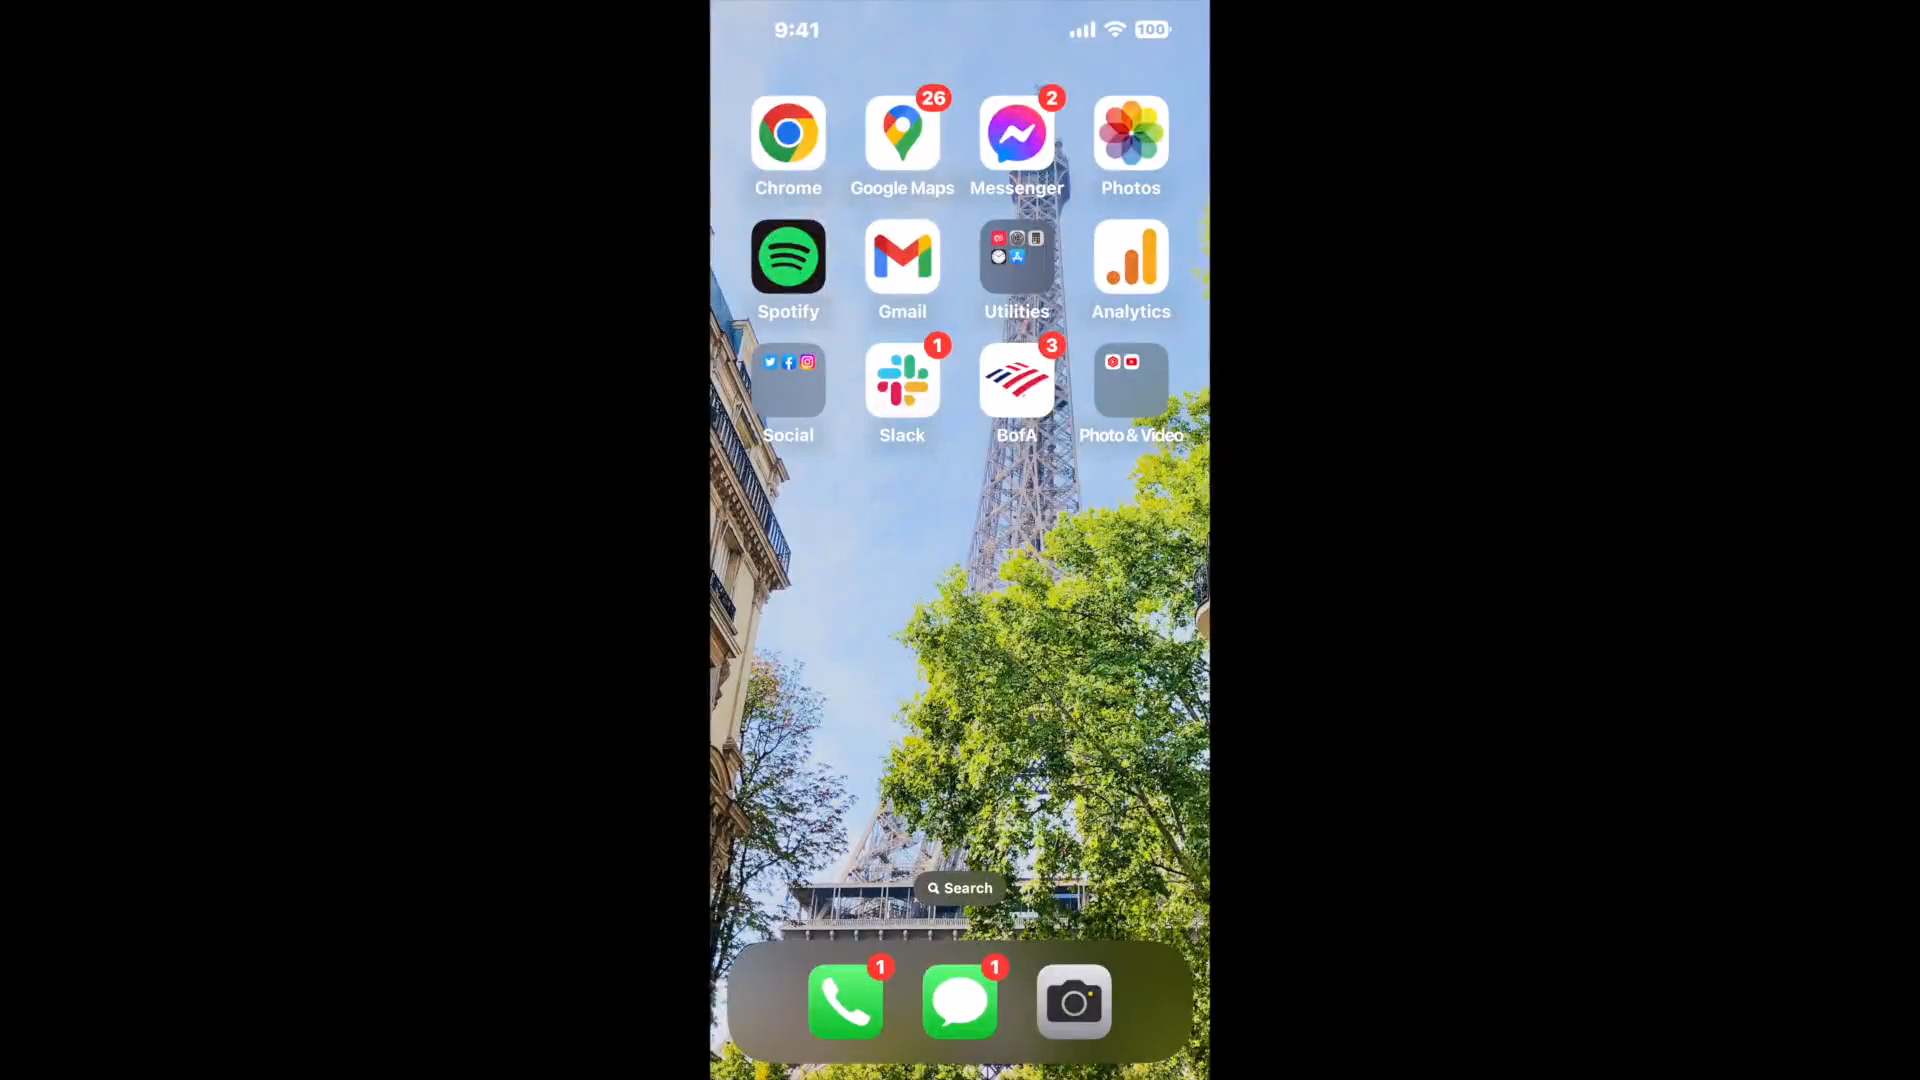 9:41
100
26
2
Chrome
Google Maps
Messenger
Photos
Spotify
Gmail
Utilities
Analytics
1
3
Social
Slack
BofA
Photo & Video
Search
1
1